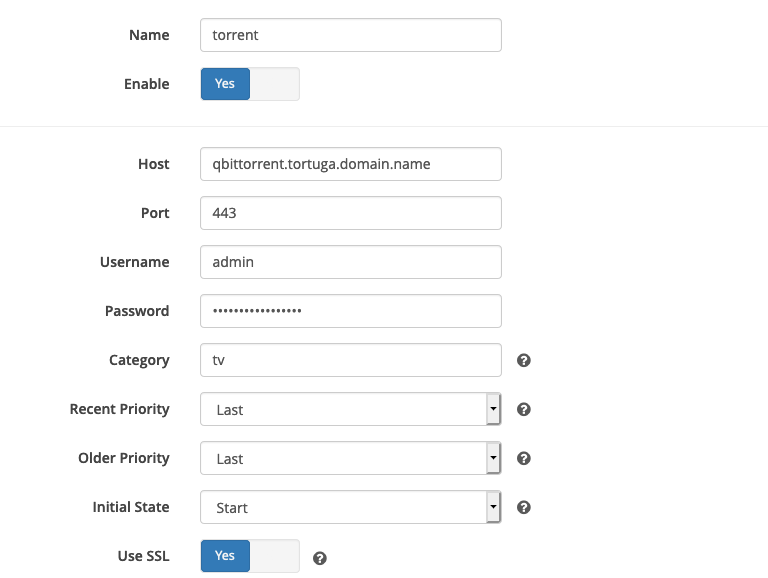 Name torrent
Enable Yes
Host qbittorrent.tortuga.domain.name
Port 443
Username admin
Password •••••••••••••••••
Category tv ?
Recent Priority Last ?
Older Priority Last ?
Initial State Start ?
Use SSL Yes ?